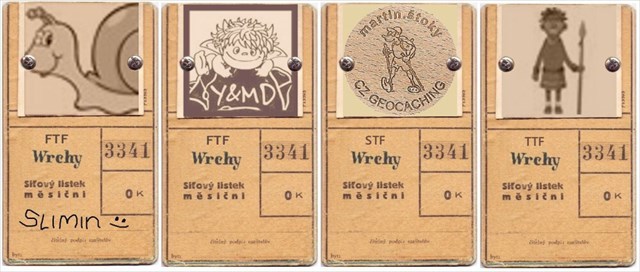 FTF
Wrchy
3341
Síťový lístek
měsíční
0 K
SLIMIN
Y&MD
FTF
Wrchy
3341
Síťový lístek
měsíční
0 K
martin.štoky
CZ GEOCACHING
STF
Wrchy
3341
Síťový lístek
měsíční
0 K
TTF
Wrchy
3341
Síťový lístek
měsíční
0 K